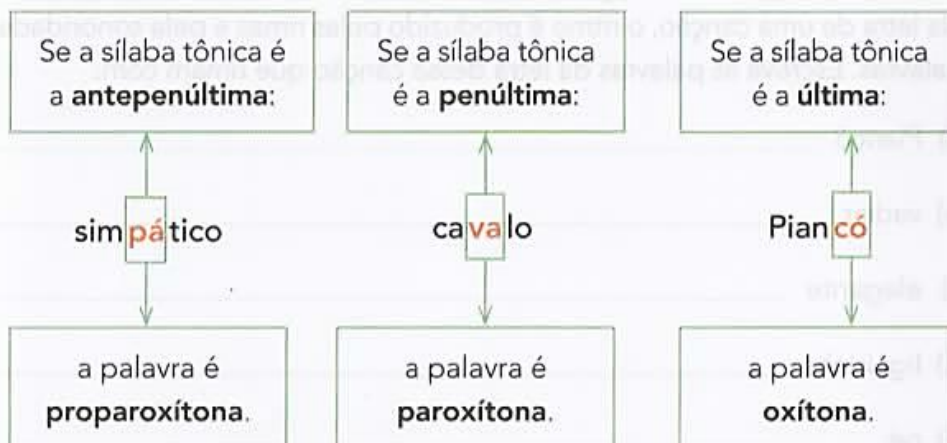 Se a sílaba tônica é
a antepenúltima:
Se a sílaba tônica
é a penúltima:
Se a sílaba tônica
é a última:
simpático
cavalo
Piancó
a palavra é
proparoxítona.
a palavra é
paroxítona.
a palavra é
oxítona.